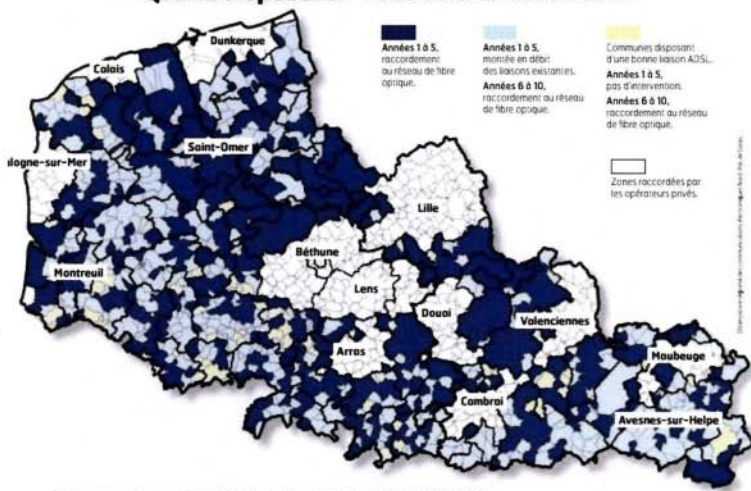 Années 1 à 5,
raccordement
au réseau de fibre
optique.
Années 1 à 5,
montée en débit
des liaisons existantes.
Années 6 à 10,
raccordement au réseau
de fibre optique.
Communes disposant
d'une bonne liaison ADSL.
Années 1 à 5,
pas d'intervention.
Années 6 à 10,
raccordement au réseau
de fibre optique.
Zones raccordées par
les opérateurs privés.
Dunkerque
Calais
Saint-Omer
ulogne-sur-Mer
Lille
Béthune
Montreuil
Lens
Douai
Valenciennes
Arras
Maubeuge
Cambrai
Avesnes-sur-Helpe